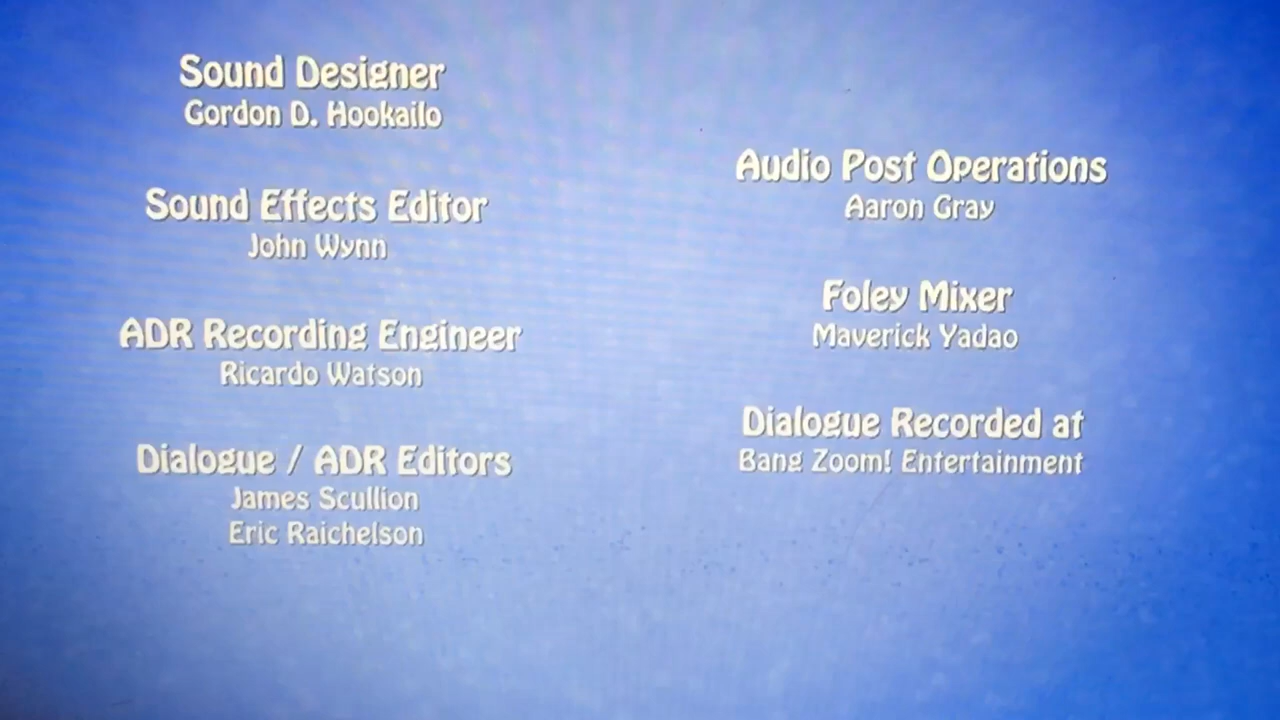 Sound Designer
Gordon D. Hookailo
Sound Effects Editor
John Wynn
ADR Recording Engineer
Ricardo Watson
Dialogue / ADR Editors
James Scullion
Eric Raichelson
Audio Post Operations
Aaron Gray
Foley Mixer
Maverick Yadao
Dialogue Recorded at
Bang Zoom! Entertainment